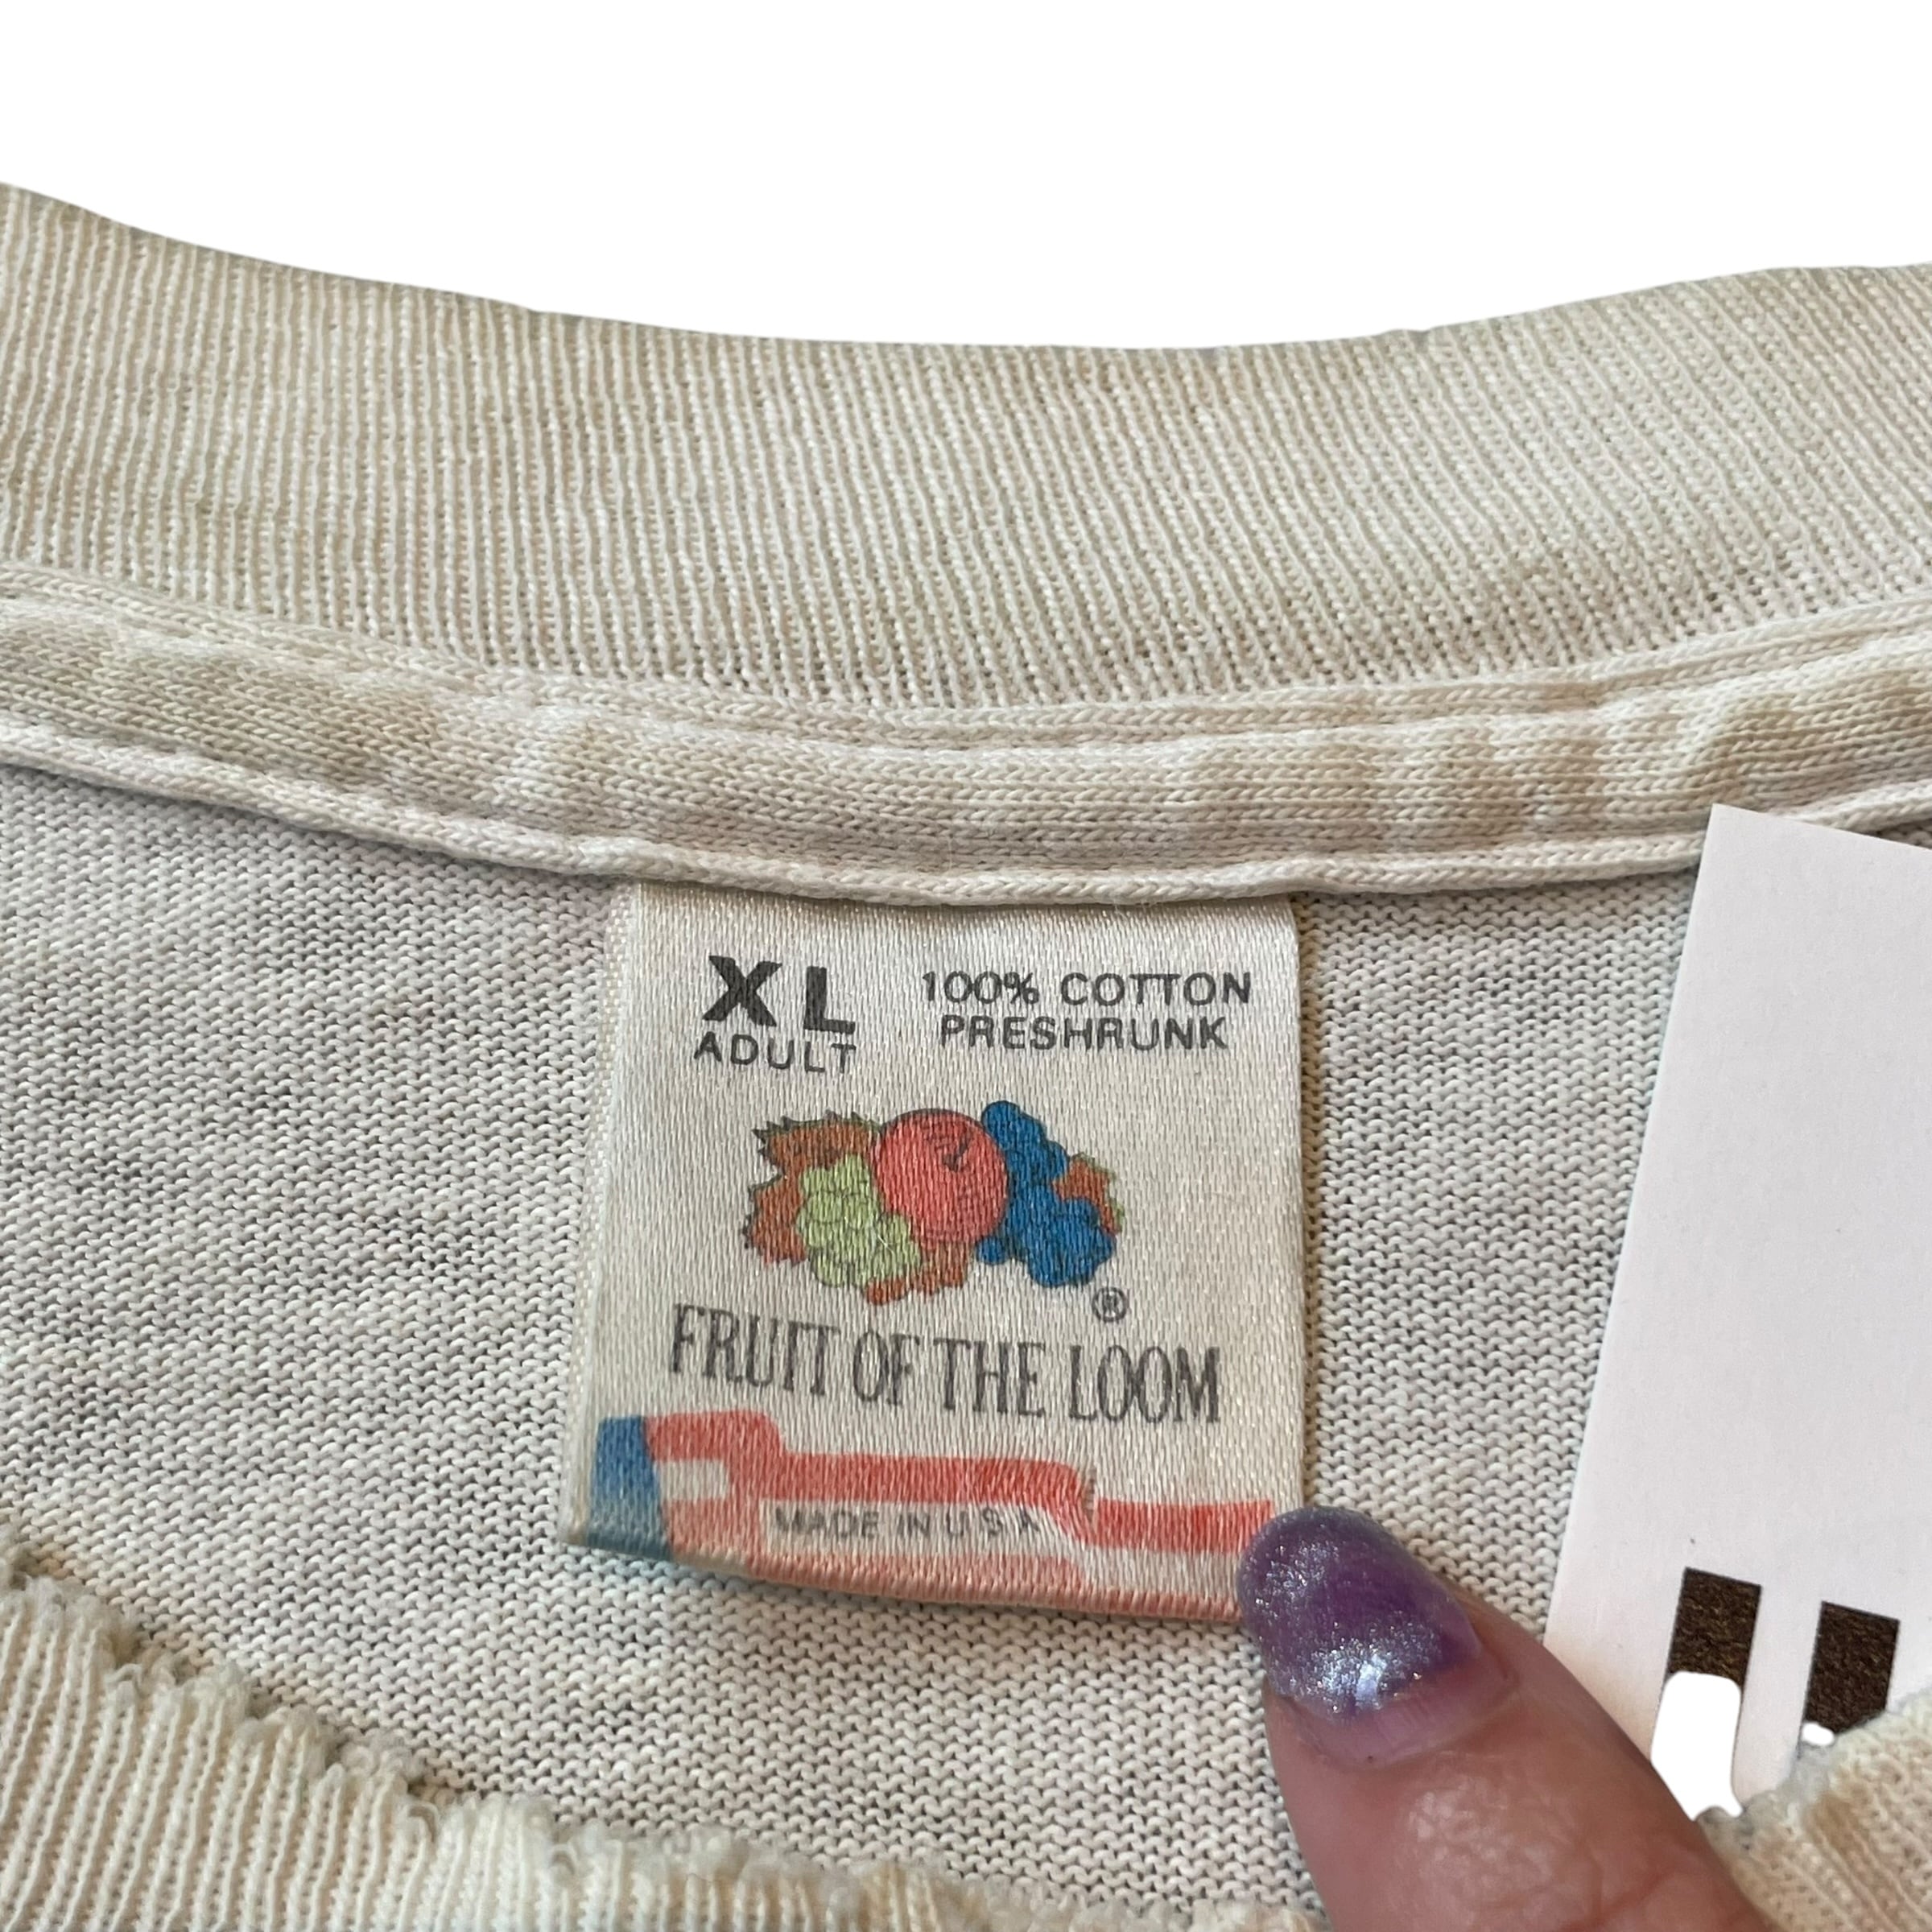 XL
ADULT
100% COTTON
PRESHRUNK
®
FRUIT OF THE LOOM
MADE IN U S A